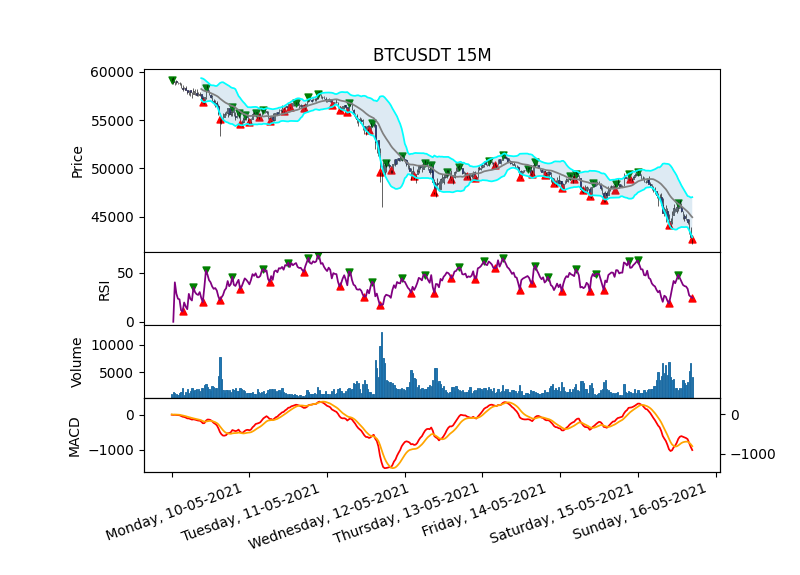 BTCUSDT 15M
60000
55000
50000
45000
Price
50
0
RSI
10000
5000
Volume
0
−1000
MACD
0
−1000
Monday, 10-05-2021
Tuesday, 11-05-2021
Wednesday, 12-05-2021
Thursday, 13-05-2021
Friday, 14-05-2021
Saturday, 15-05-2021
Sunday, 16-05-2021